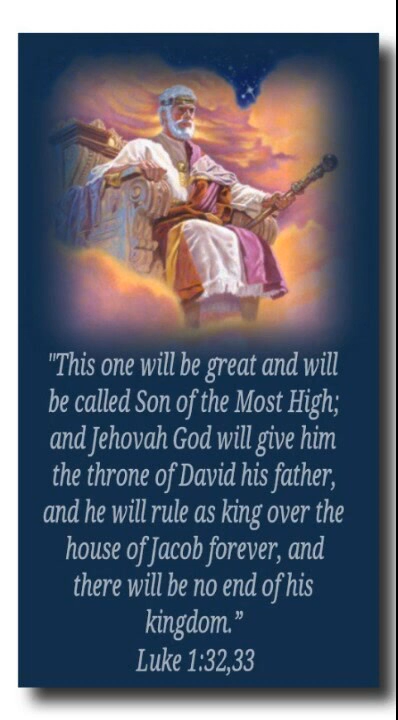 "This one will be great and will
be called Son of the Most High;
and Jehovah God will give him
the throne of David his father,
and he will rule as king over the
house of Jacob forever, and
there will be no end of his
kingdom.”
Luke 1:32,33